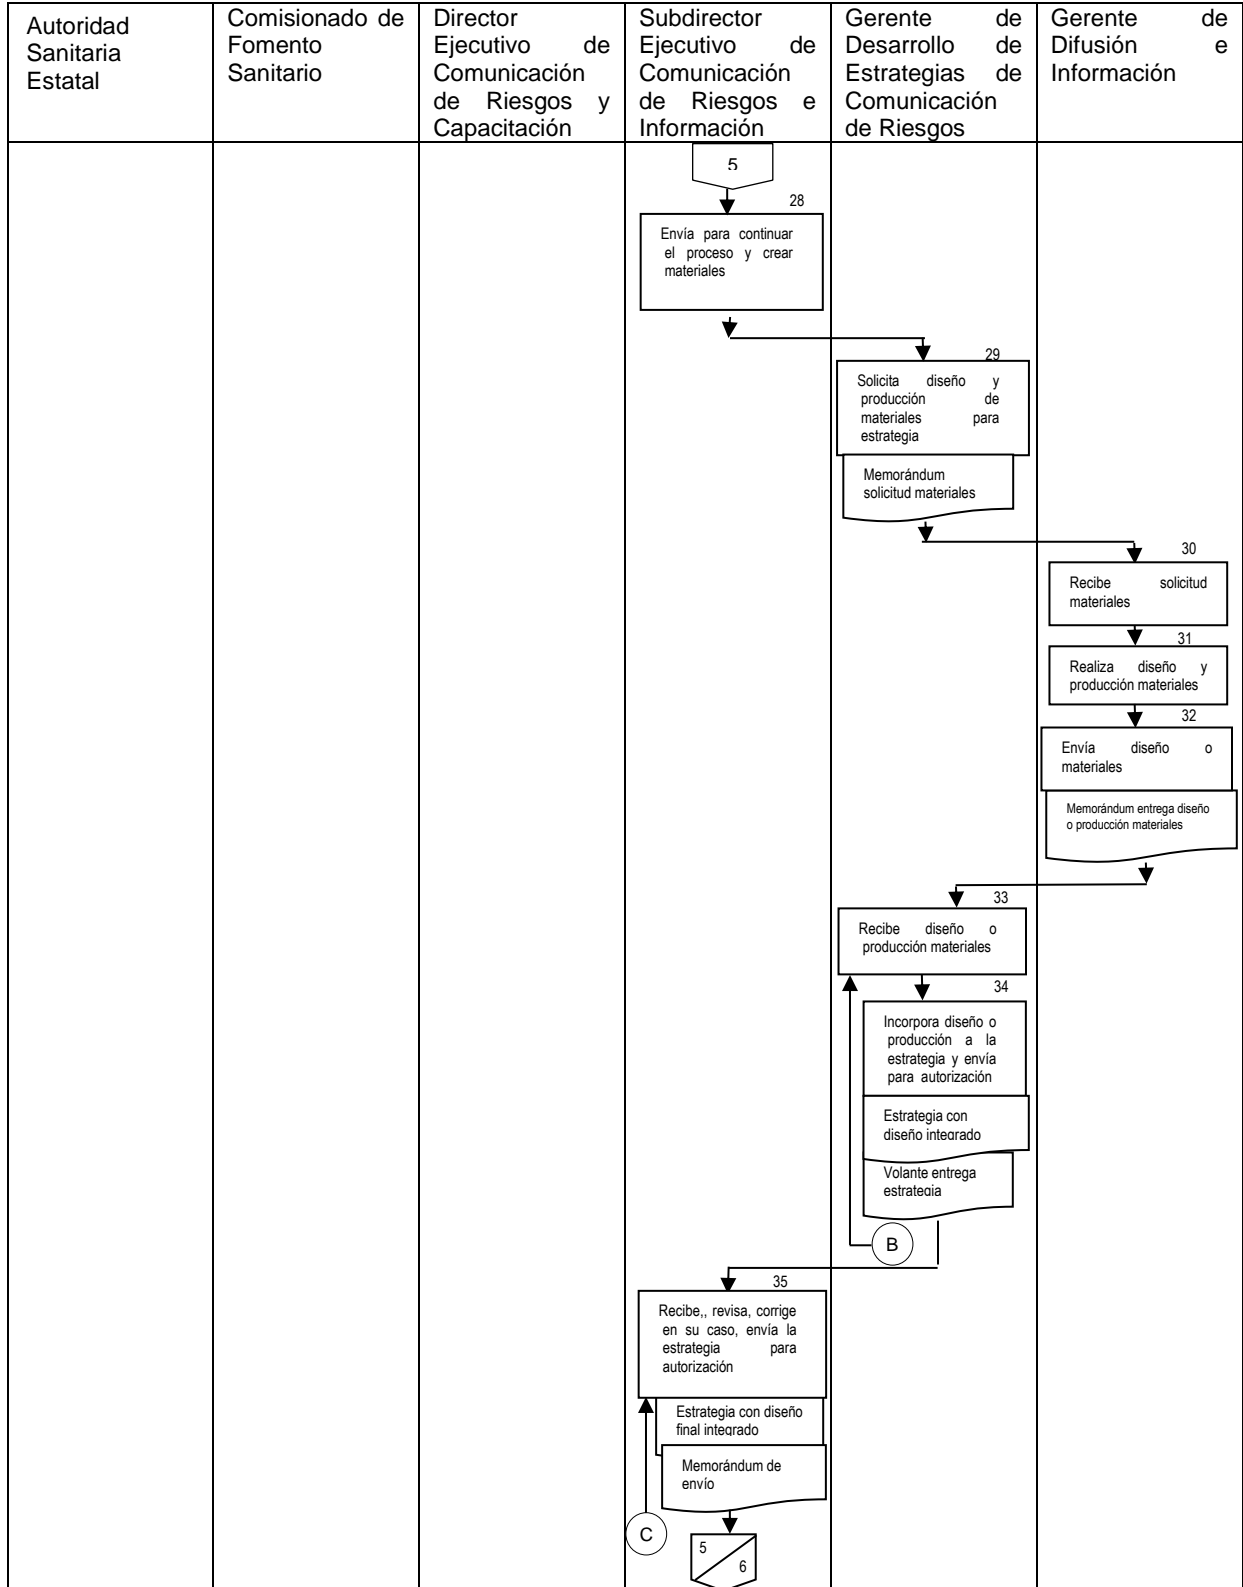 Autoridad
Sanitaria
Estatal
Comisionado de
Fomento
Sanitario
Director
Ejecutivo de
Comunicación
de Riesgos y
Capacitación
Subdirector
Ejecutivo de
Comunicación
de Riesgos e
Información
Gerente de
Desarrollo de
Estrategias de
Comunicación
de Riesgos
Gerente de
Difusión e
Información
5
28
Envía para continuar
el proceso y crear
materiales
29
Solicita diseño y
producción de
materiales para
estrategia
Memorándum
solicitud materiales
30
Recibe solicitud
materiales
31
Realiza diseño y
producción materiales
32
Envía diseño o
materiales
Memorándum entrega diseño
o producción materiales
33
Recibe diseño o
producción materiales
34
Incorpora diseño o
producción a la
estrategia y envía
para autorización
Estrategia con
diseño integrado
Volante entrega
estrategia
B
35
Recibe,, revisa, corrige
en su caso, envía la
estrategia para
autorización
Estrategia con diseño
final integrado
Memorándum de
envío
C
5
6